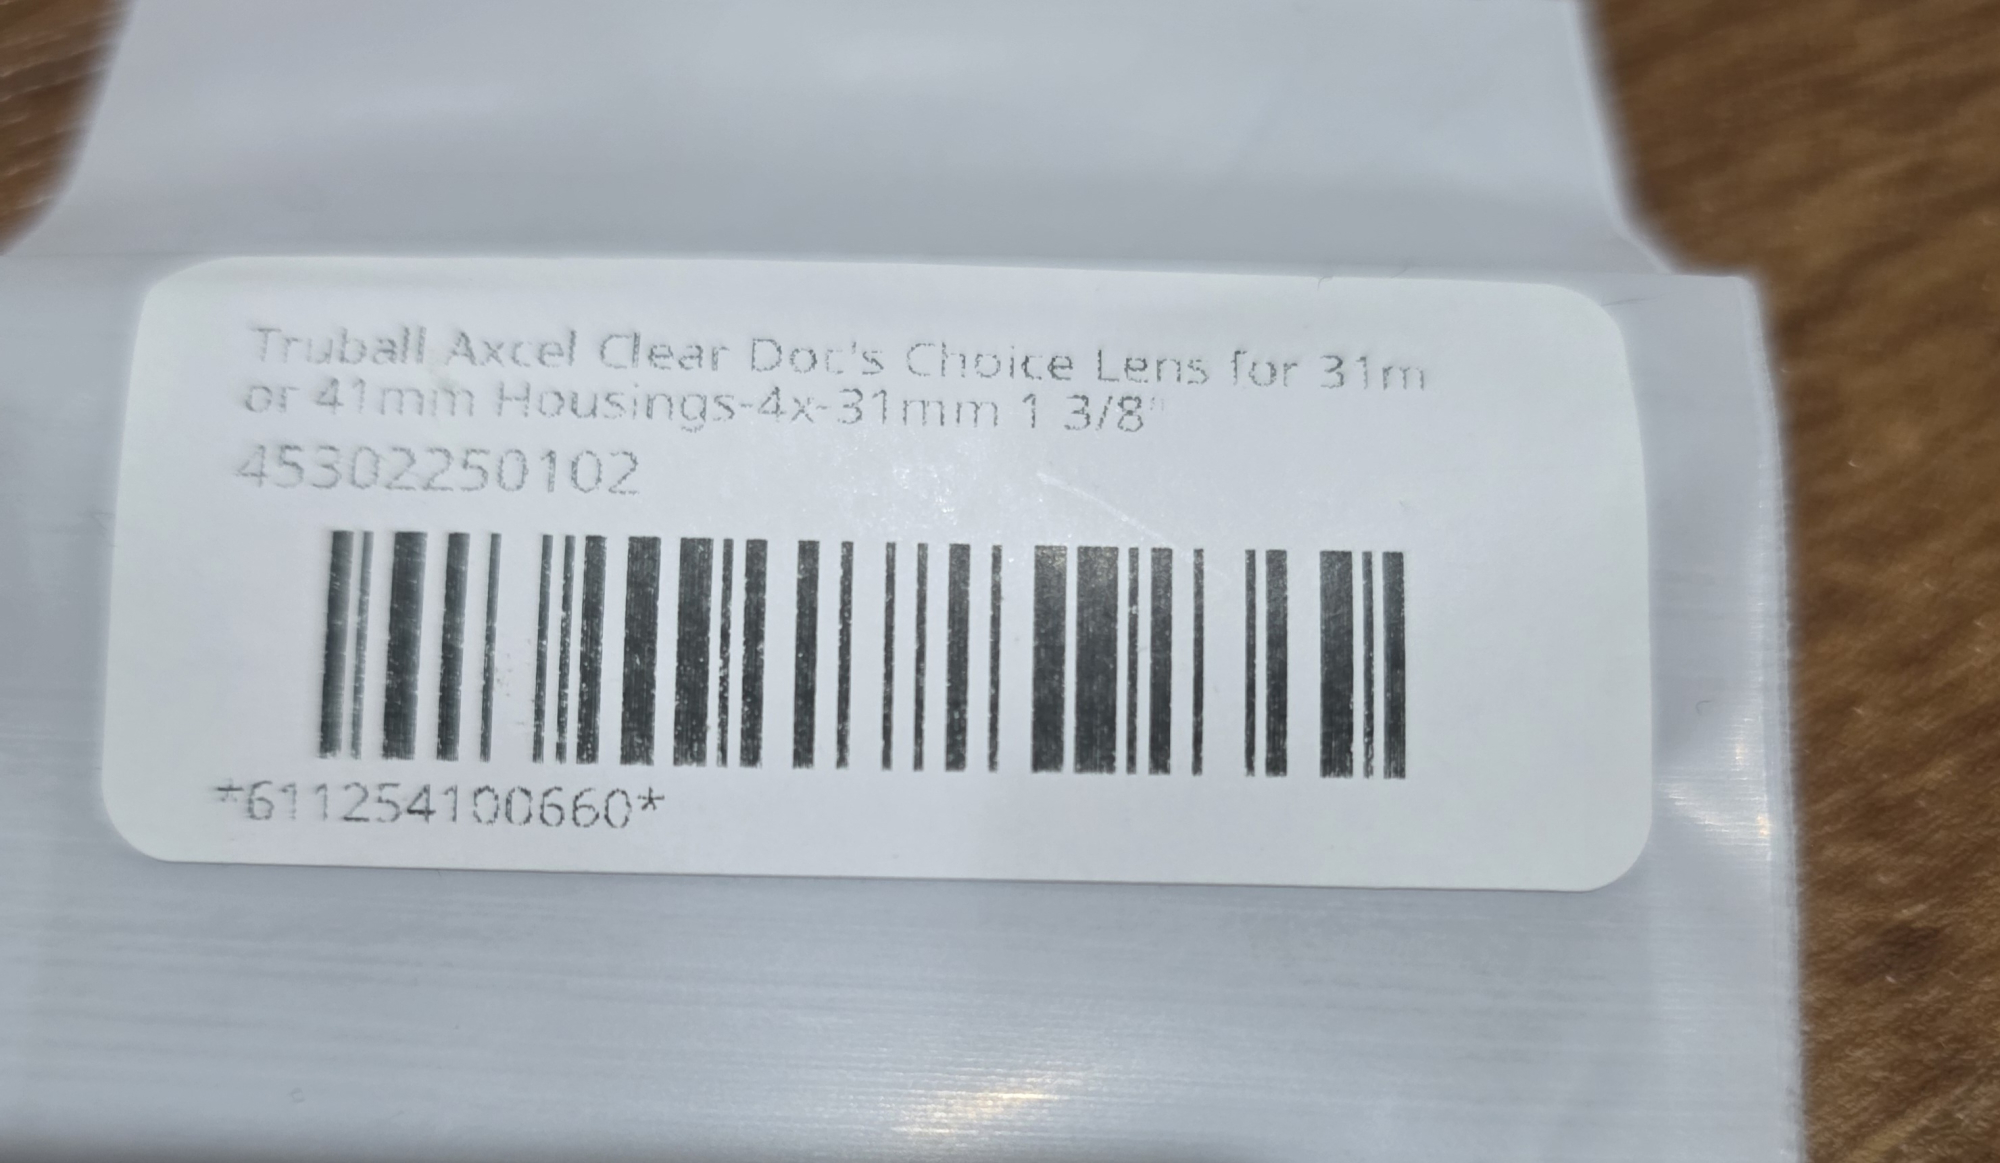 Truball Axcel Clear Doc's Choice Lens for 31m
or 41mm Housings-4x-31mm 1 3/8"
45302250102
*611254100660*